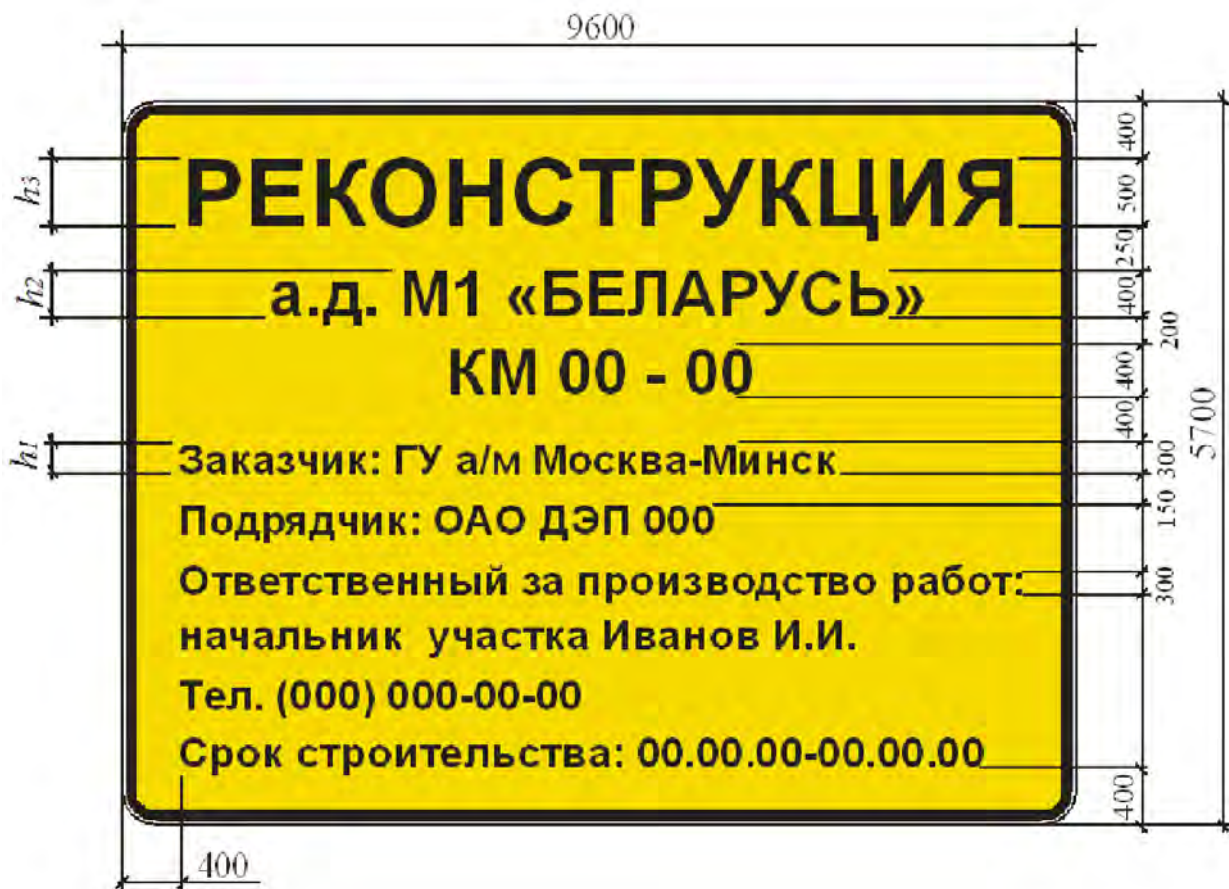 9600
400
h3
РЕКОНСТРУКЦИЯ
500
250
h2
а.д. М1 «БЕЛАРУСЬ»
400
200
КМ 00 - 00
400
5700
400
h1
Заказчик: ГУ а/м Москва-Минск
300
Подрядчик: ОАО ДЭП 000
150
Ответственный за производство работ:
300
начальник участка Иванов И.И.
Тел. (000) 000-00-00
Срок строительства: 00.00.00-00.00.00
400
400